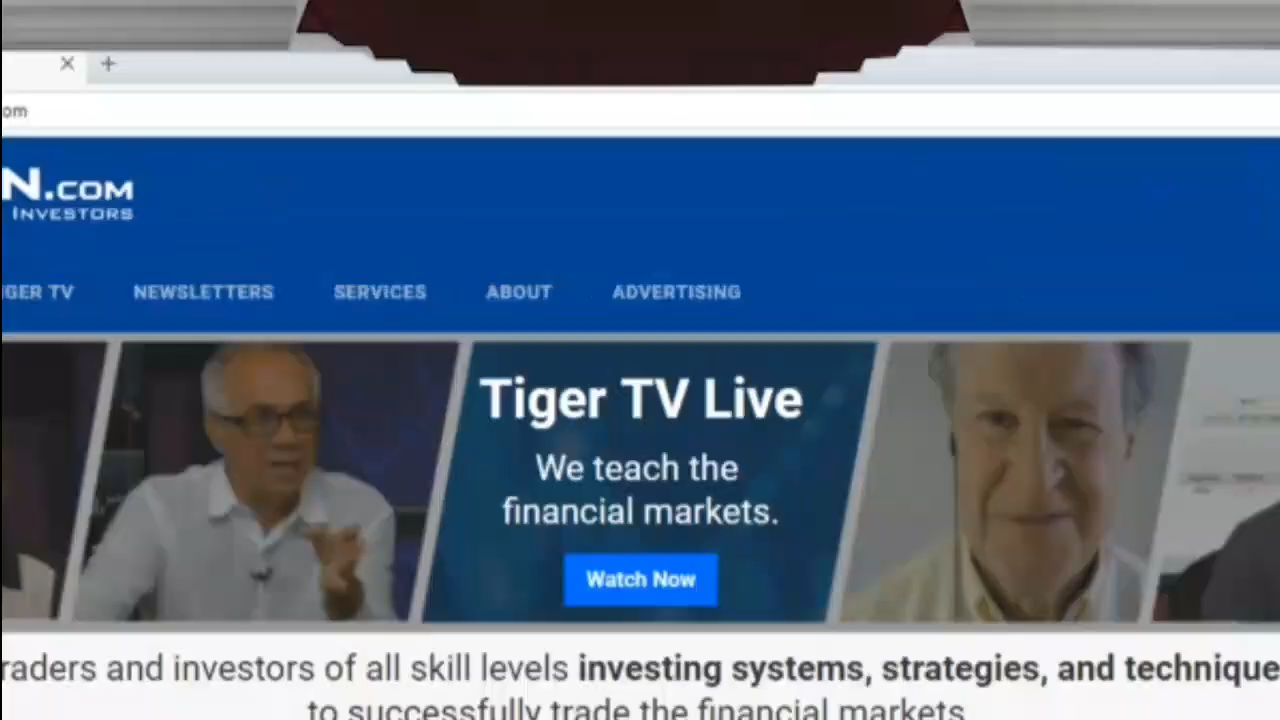 om
N.COM
INVESTORS
IGER TV NEWSLETTERS SERVICES ABOUT ADVERTISING
Tiger TV Live
We teach the
financial markets.
Watch Now
raders and investors of all skill levels investing systems, strategies, and technique
to successfully trade the financial markets